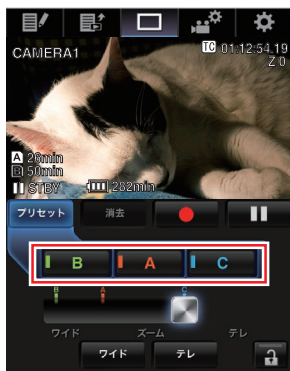 CAMERA1
TC 01:12:54.19
Z 0
A 26min
B 50min
STBY 282min
プリセット 消去
B A C
B A C
ワイド ズーム テレ
ワイド テレ